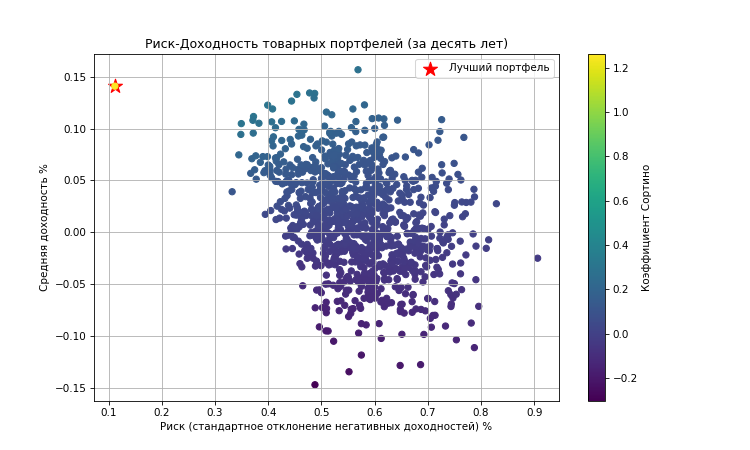 Риск-Доходность товарных портфелей (за десять лет)
Лучший портфель
Средняя доходность %
0.15
0.10
0.05
0.00
−0.05
−0.10
−0.15
0.1 0.2 0.3 0.4 0.5 0.6 0.7 0.8 0.9
Риск (стандартное отклонение негативных доходностей) %
1.2
1.0
0.8
0.6
0.4
0.2
0.0
−0.2
Коэффициент Сортино